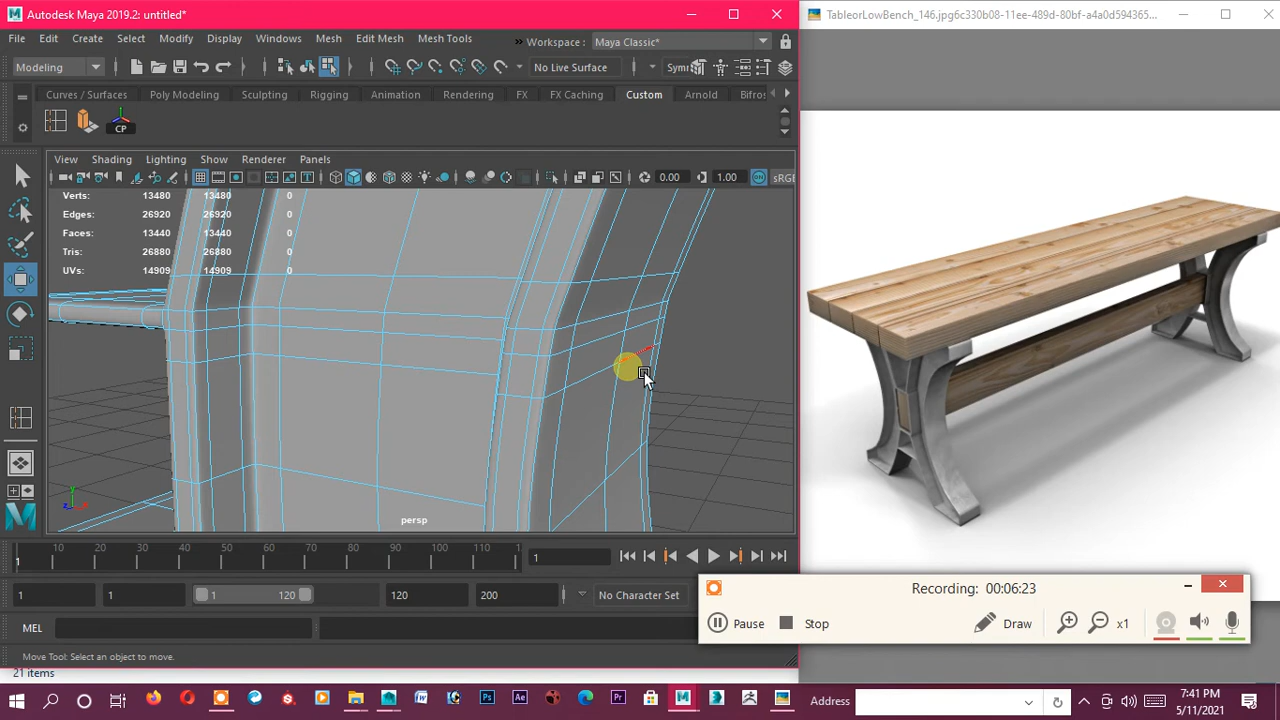 Autodesk Maya 2019.2: untitled*
TableorLowBench_146.jpg6c330b08-11ee-489d-80bf-a4a0d594365...
File Edit Create Select Modify Display Windows Mesh Edit Mesh Mesh Tools » Workspace : Maya Classic*
Modeling No Live Surface Symr
Curves / Surfaces Poly Modeling Sculpting Rigging Animation Rendering FX FX Caching Custom Arnold Bifros
CP
View Shading Lighting Show Renderer Panels
0.00 1.00 ON sRGB
Verts: 13480 13480 0
Edges: 26920 26920 0
Faces: 13440 13440 0
Tris: 26880 26880 0
UVs: 14909 14909 0
persp
1 10 20 30 40 50 60 70 80 90 100 110 1 1
1 1 1 120 120 200 No Character Set
MEL
Move Tool: Select an object to move.
21 items
Recording: 00:06:23
Pause Stop Draw x1
Address
7:41 PM
5/11/2021